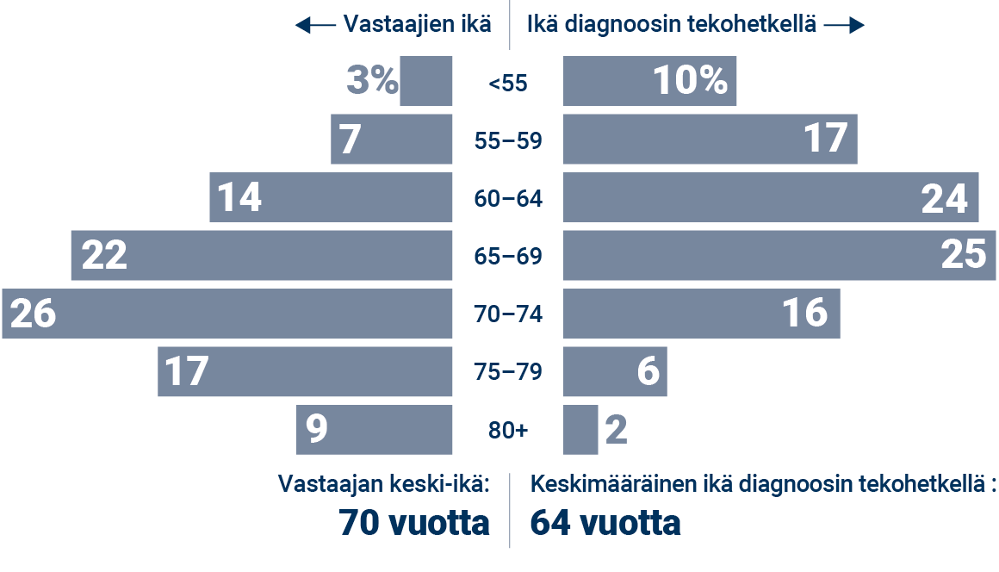 Vastaajien ikä Ikä diagnoosin tekohetkellä
3% <55 10%
7 55–59 17
14 60–64 24
22 65–69 25
26 70–74 16
17 75–79 6
9 80+ 2
Vastaajan keski-ikä: Keskimääräinen ikä diagnoosin tekohetkellä :
70 vuotta 64 vuotta